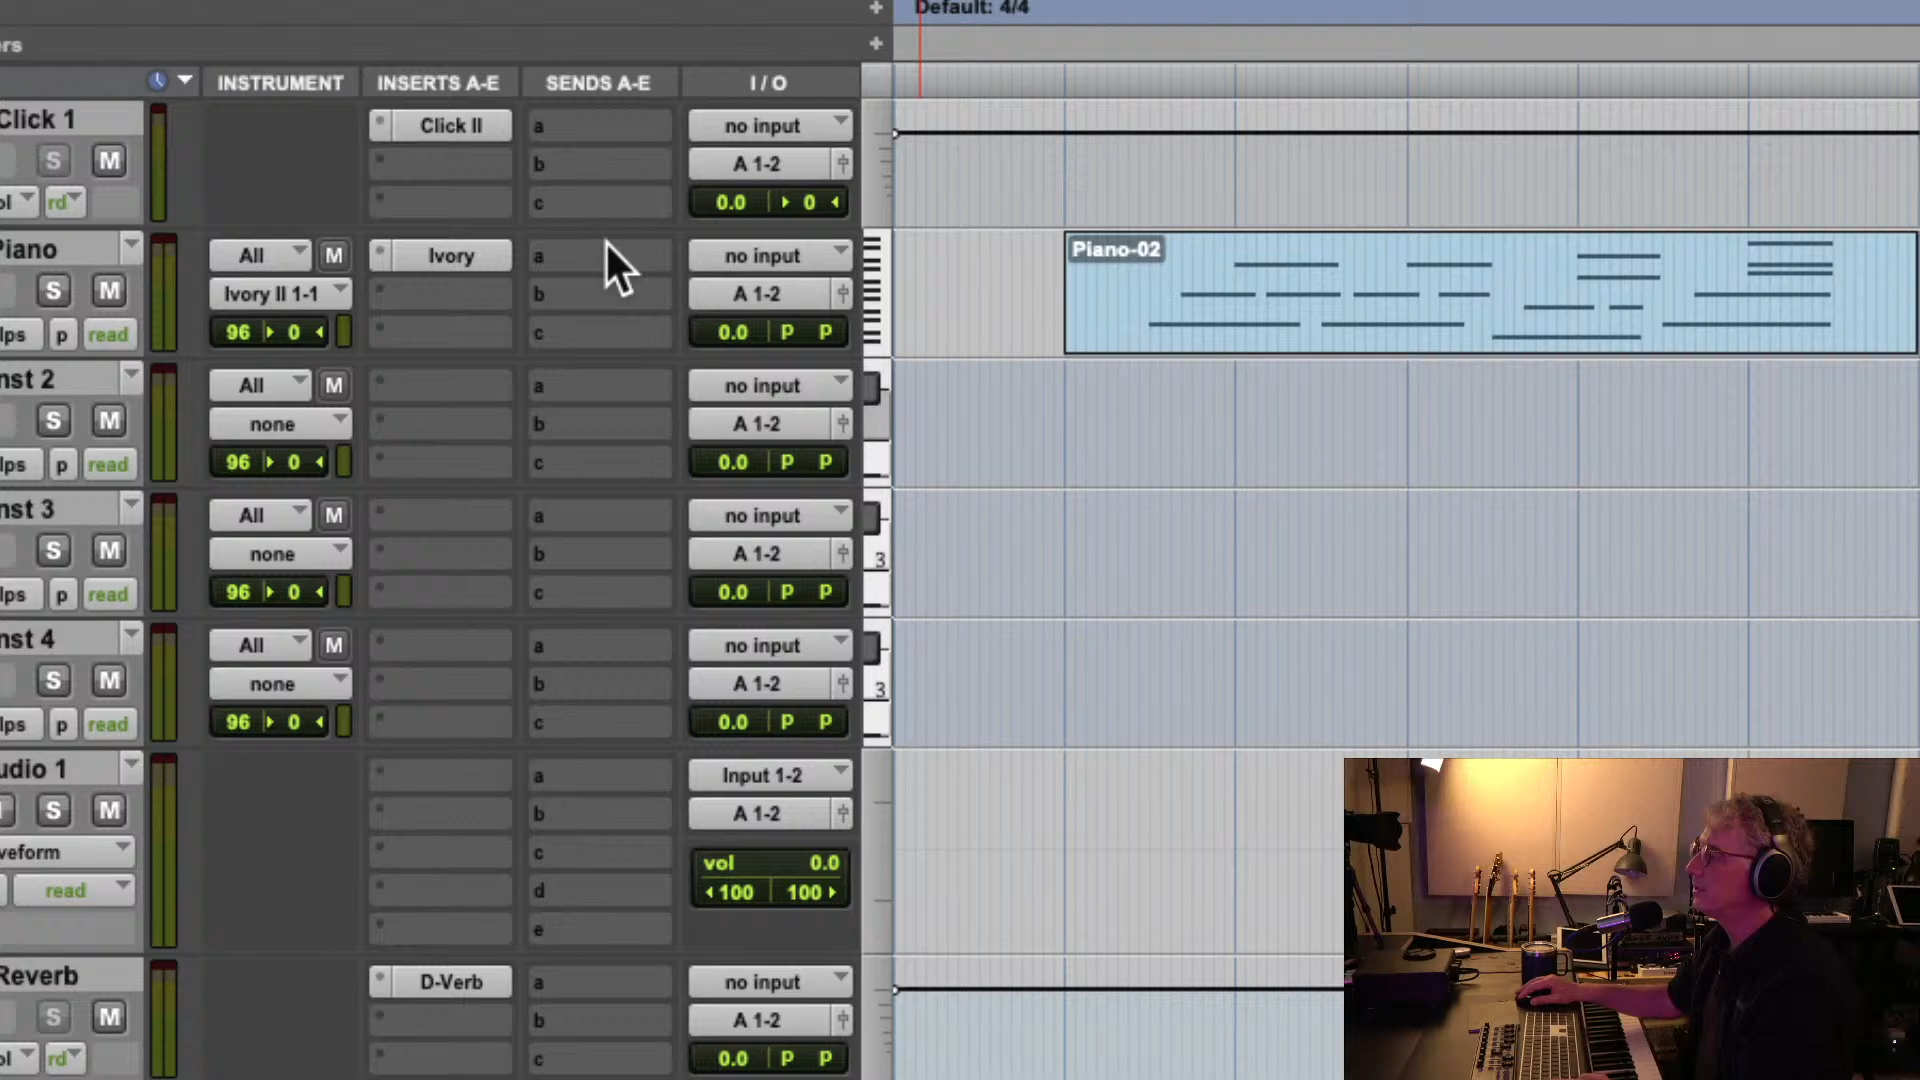 Default: 4/4
ers
INSTRUMENT INSERTS A-E SENDS A-E I / O
Click 1 Click II a no input
S M b A 1-2
ol rd c 0.0 0
Piano All M Ivory a no input Piano-02
S M Ivory II 1-1 b A 1-2
lps p read 96 0 c 0.0 P P
nst 2 All M a no input
S M none b A 1-2
lps p read 96 0 c 0.0 P P
nst 3 All M a no input
S M none b A 1-2 3
lps p read 96 0 c 0.0 P P
nst 4 All M a no input
S M none b A 1-2 3
lps p read 96 0 c 0.0 P P
udio 1 a Input 1-2
S M b A 1-2
veform c vol 0.0
read d 100 100
e
Reverb D-Verb a no input
S M b A 1-2
ol rd c 0.0 P P